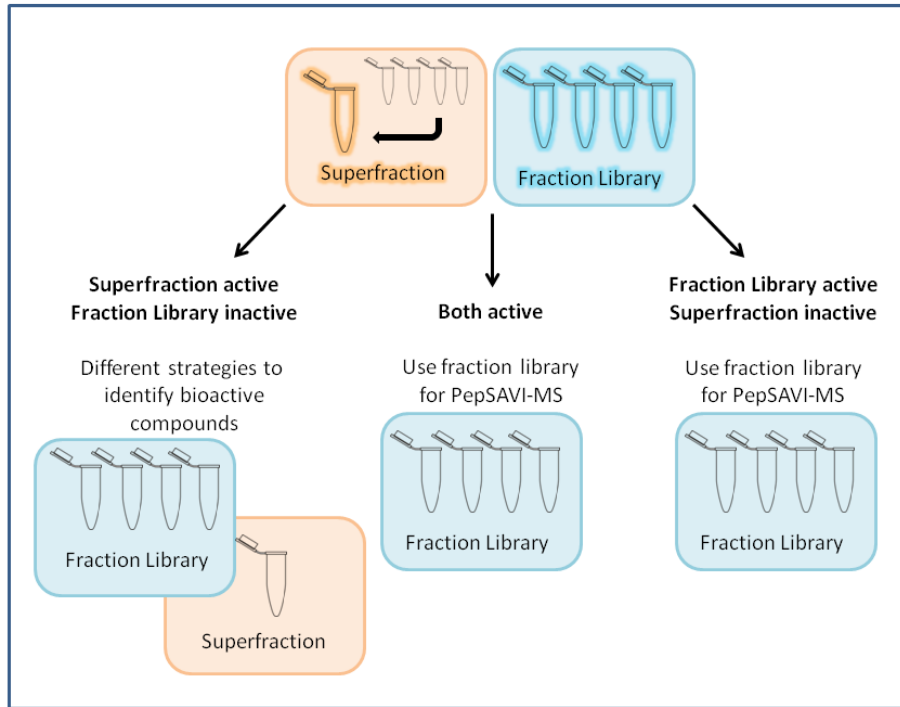 Superfraction
Fraction Library
Superfraction active
Fraction Library inactive
Different strategies to
identify bioactive
compounds
Fraction Library
Superfraction
Both active
Use fraction library
for PepSAVI-MS
Fraction Library
Fraction Library active
Superfraction inactive
Use fraction library
for PepSAVI-MS
Fraction Library